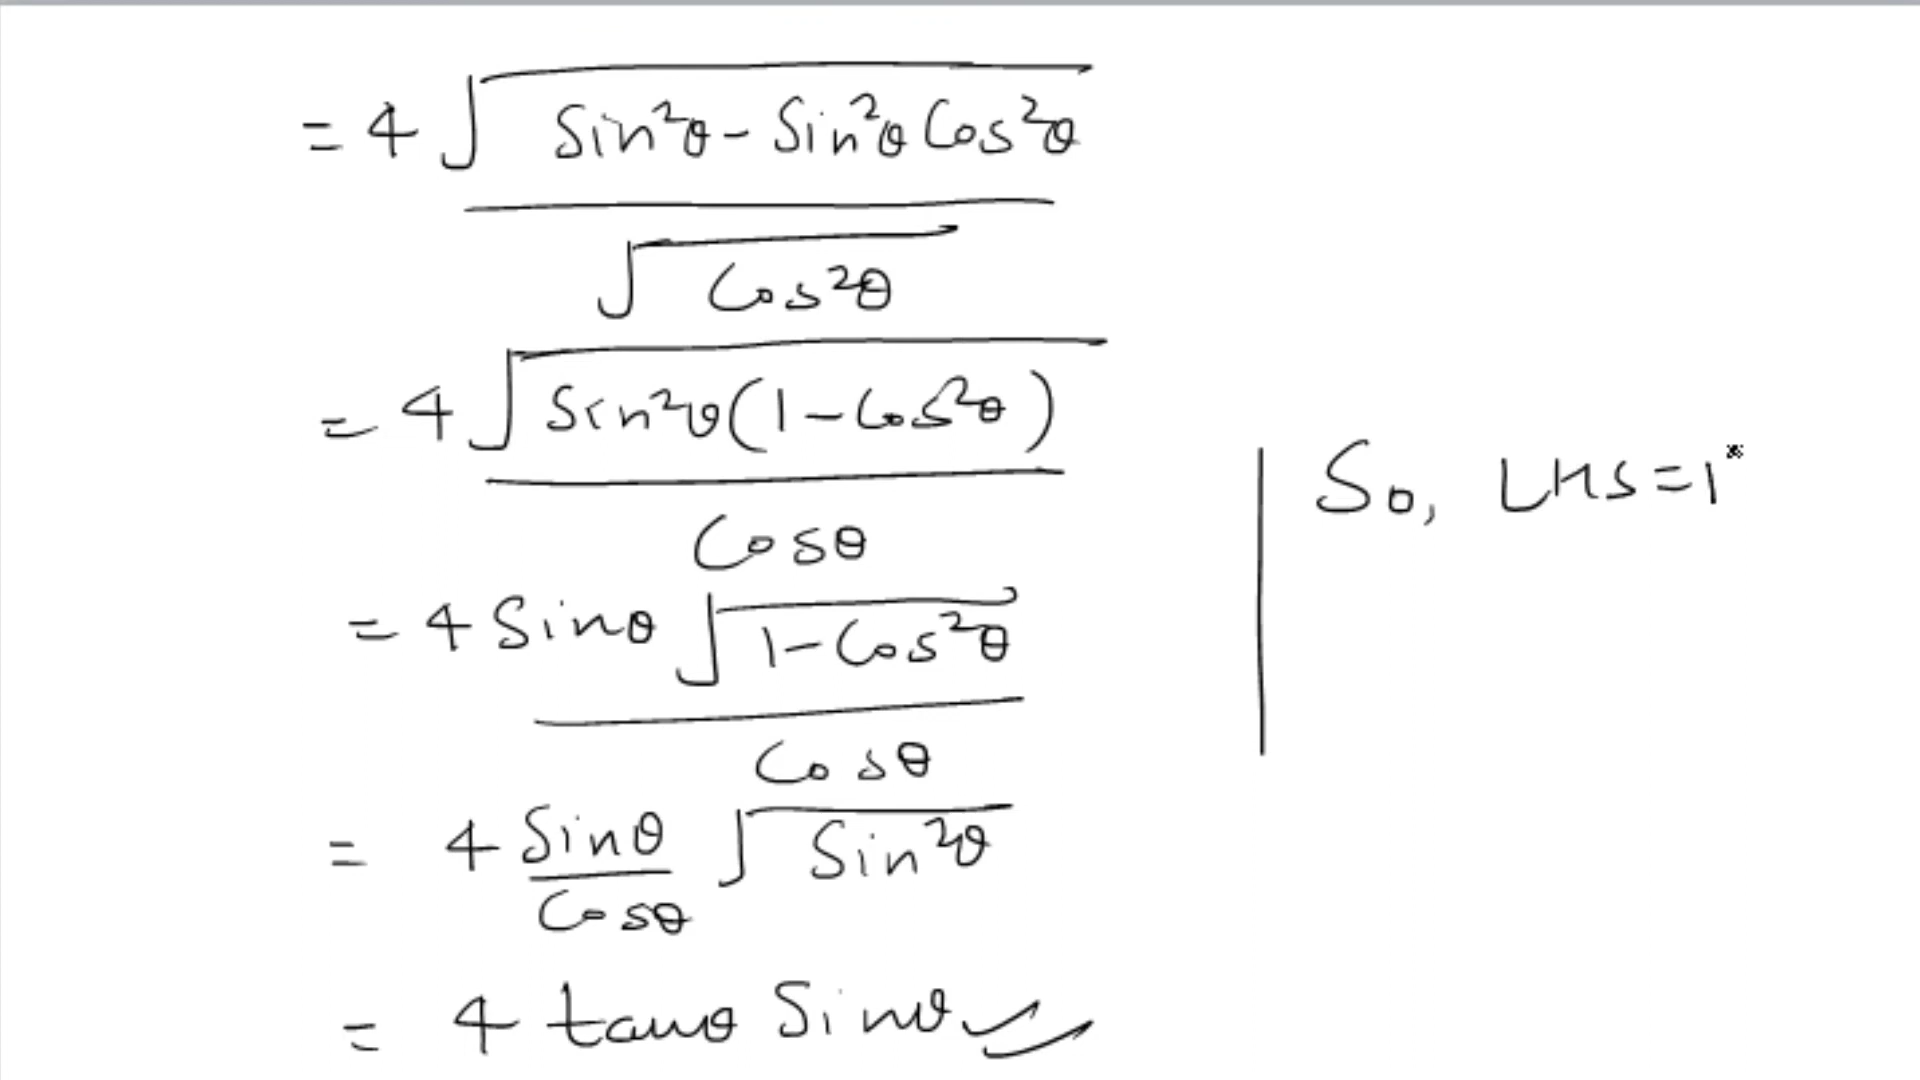 = 4 √(Sin²θ - Sin²θ Cos²θ)
√(Cos²θ)
= 4 √(Sin²θ(1 - Cos²θ))
Cosθ
= 4 Sinθ √(1 - Cos²θ)
Cosθ
= 4 Sinθ/Cosθ √(Sin²θ)
= 4 tanθ Sinθ
So, LHS = 1